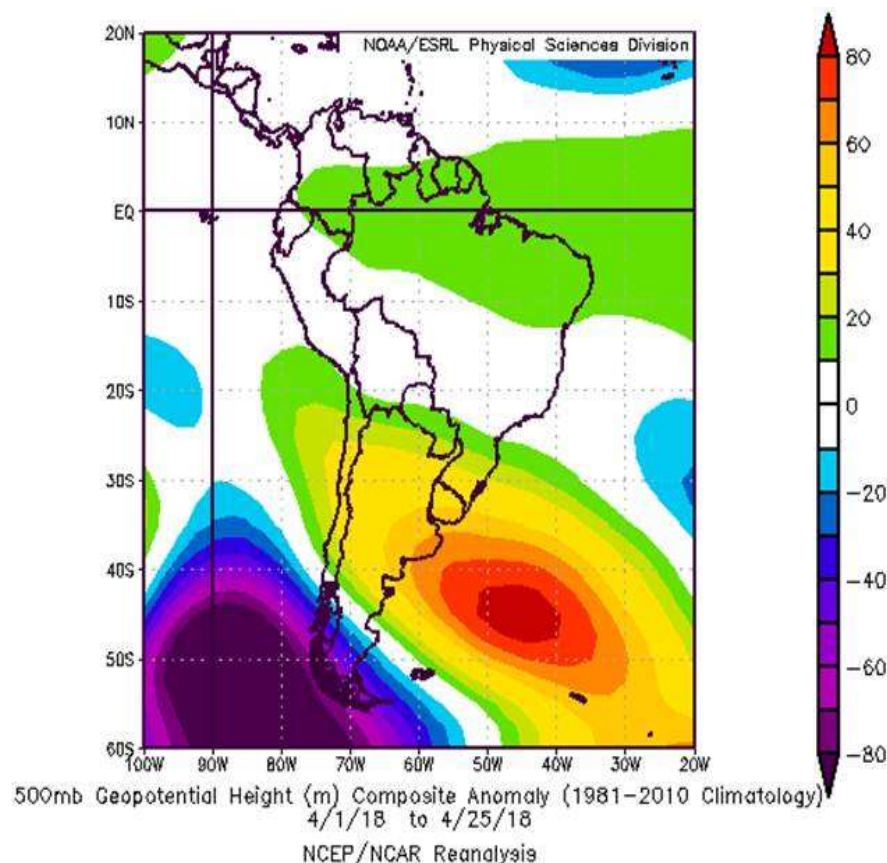 NOAA/ESRL Physical Sciences Division
20N
10N
EQ
10S
20S
30S
40S
50S
60S
100W 90W 80W 70W 60W 50W 40W 30W 20W
80
60
40
20
0
-20
-40
-60
-80
500mb Geopotential Height (m) Composite Anomaly (1981-2010 Climatology)
4/1/18 to 4/25/18
NCEP/NCAR Reanalysis